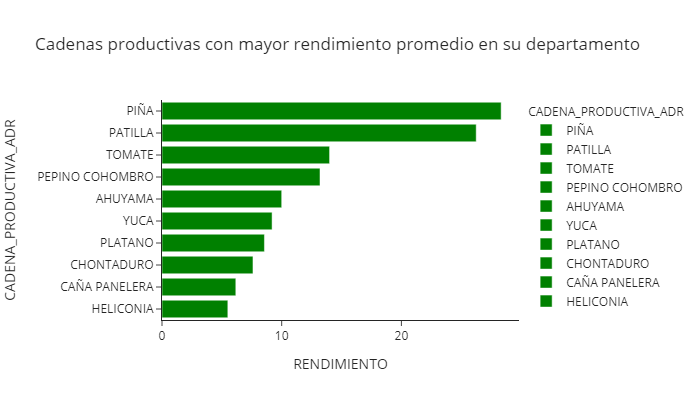 Cadenas productivas con mayor rendimiento promedio en su departamento
CADENA_PRODUCTIVA_ADR
PIÑA
PATILLA
TOMATE
PEPINO COHOMBRO
AHUYAMA
YUCA
PLATANO
CHONTADURO
CAÑA PANELERA
HELICONIA
0 10 20
RENDIMIENTO
CADENA_PRODUCTIVA_ADR
PIÑA
PATILLA
TOMATE
PEPINO COHOMBRO
AHUYAMA
YUCA
PLATANO
CHONTADURO
CAÑA PANELERA
HELICONIA